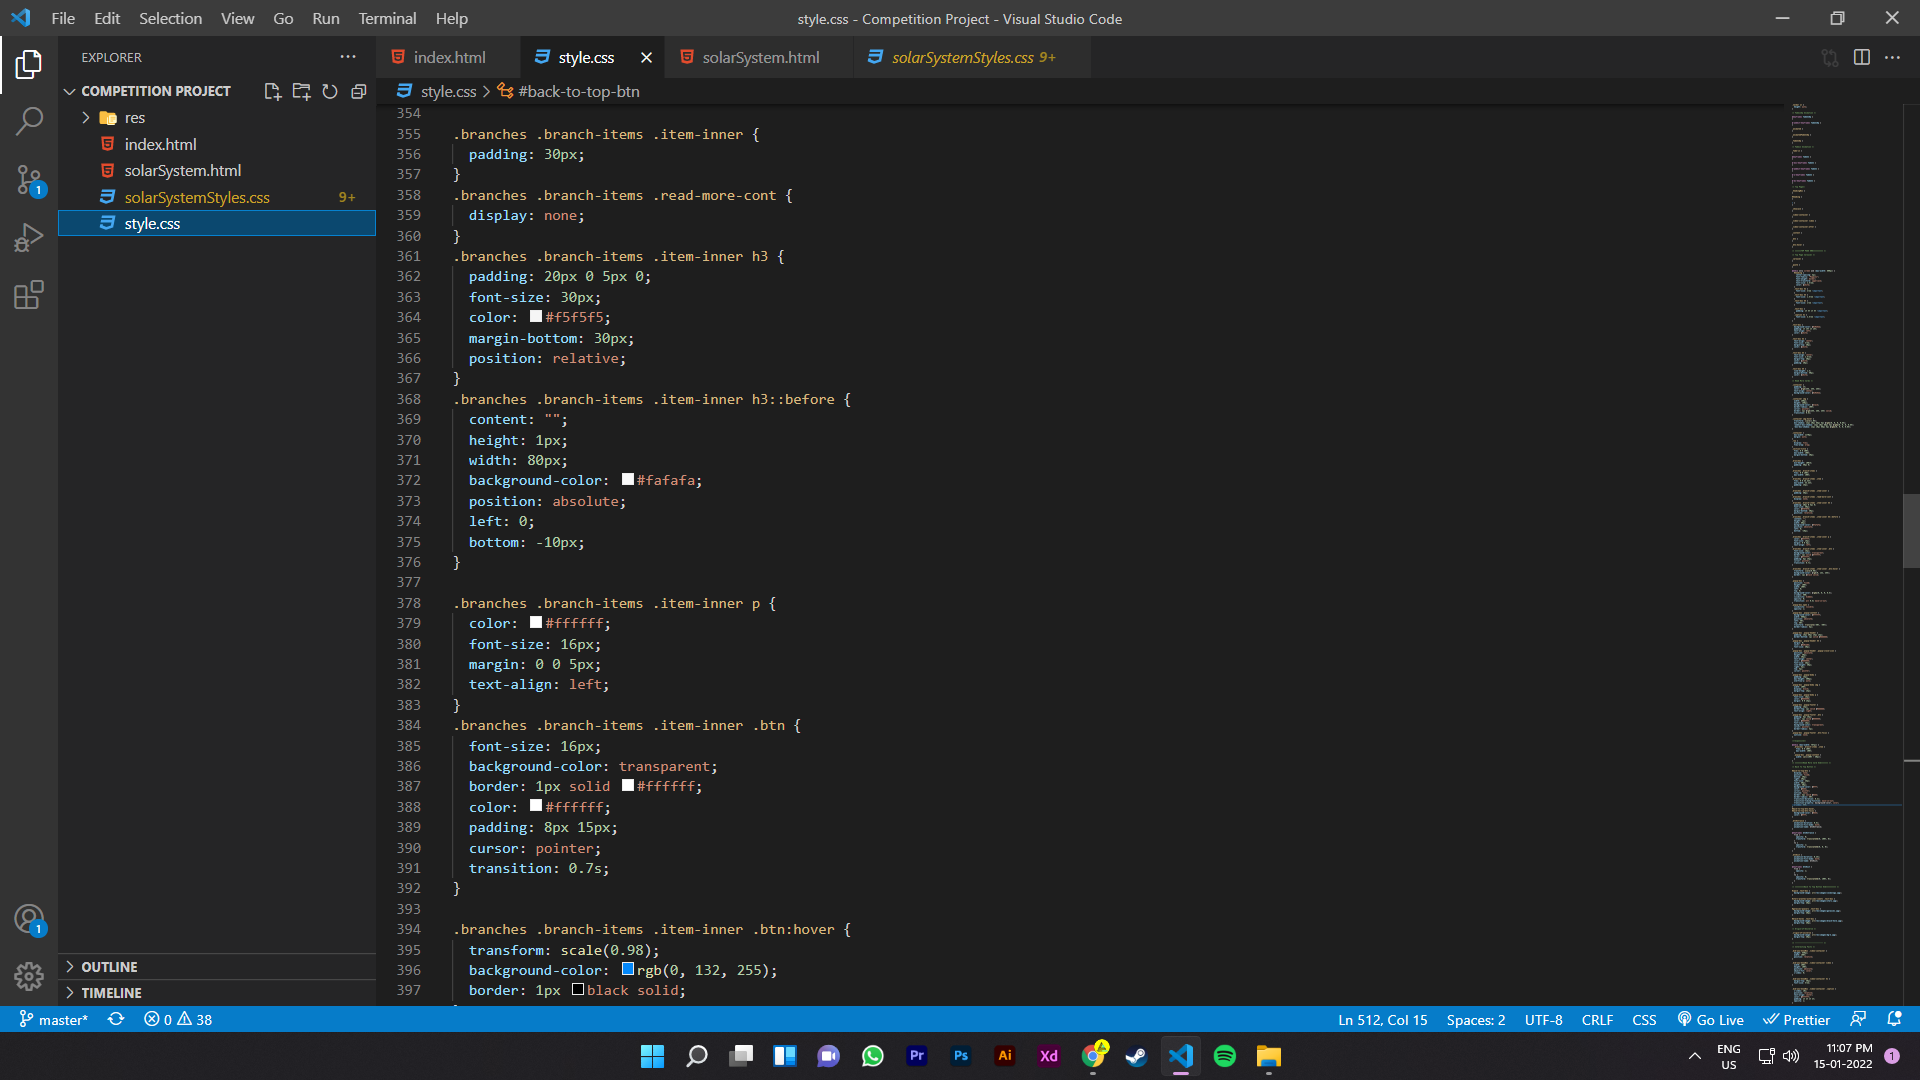 File Edit Selection View Go Run Terminal Help
style.css - Competition Project - Visual Studio Code
EXPLORER
COMPETITION PROJECT
res
index.html
solarSystem.html
solarSystemStyles.css 9+
style.css
OUTLINE
TIMELINE
1
1
index.html style.css solarSystem.html solarSystemStyles.css 9+
style.css > #back-to-top-btn
354
355 .branches .branch-items .item-inner {
356 padding: 30px;
357 }
358 .branches .branch-items .read-more-cont {
359 display: none;
360 }
361 .branches .branch-items .item-inner h3 {
362 padding: 20px 0 5px 0;
363 font-size: 30px;
364 color: #f5f5f5;
365 margin-bottom: 30px;
366 position: relative;
367 }
368 .branches .branch-items .item-inner h3::before {
369 content: "";
370 height: 1px;
371 width: 80px;
372 background-color: #fafafa;
373 position: absolute;
374 left: 0;
375 bottom: -10px;
376 }
377
378 .branches .branch-items .item-inner p {
379 color: #ffffff;
380 font-size: 16px;
381 margin: 0 0 5px;
382 text-align: left;
383 }
384 .branches .branch-items .item-inner .btn {
385 font-size: 16px;
386 background-color: transparent;
387 border: 1px solid #ffffff;
388 color: #ffffff;
389 padding: 8px 15px;
390 cursor: pointer;
391 transition: 0.7s;
392 }
393
394 .branches .branch-items .item-inner .btn:hover {
395 transform: scale(0.98);
396 background-color: rgb(0, 132, 255);
397 border: 1px black solid;
master* 0 38
Ln 512, Col 15 Spaces: 2 UTF-8 CRLF CSS Go Live Prettier
Pr Ps Ai Xd
ENG
US
11:07 PM
15-01-2022
1